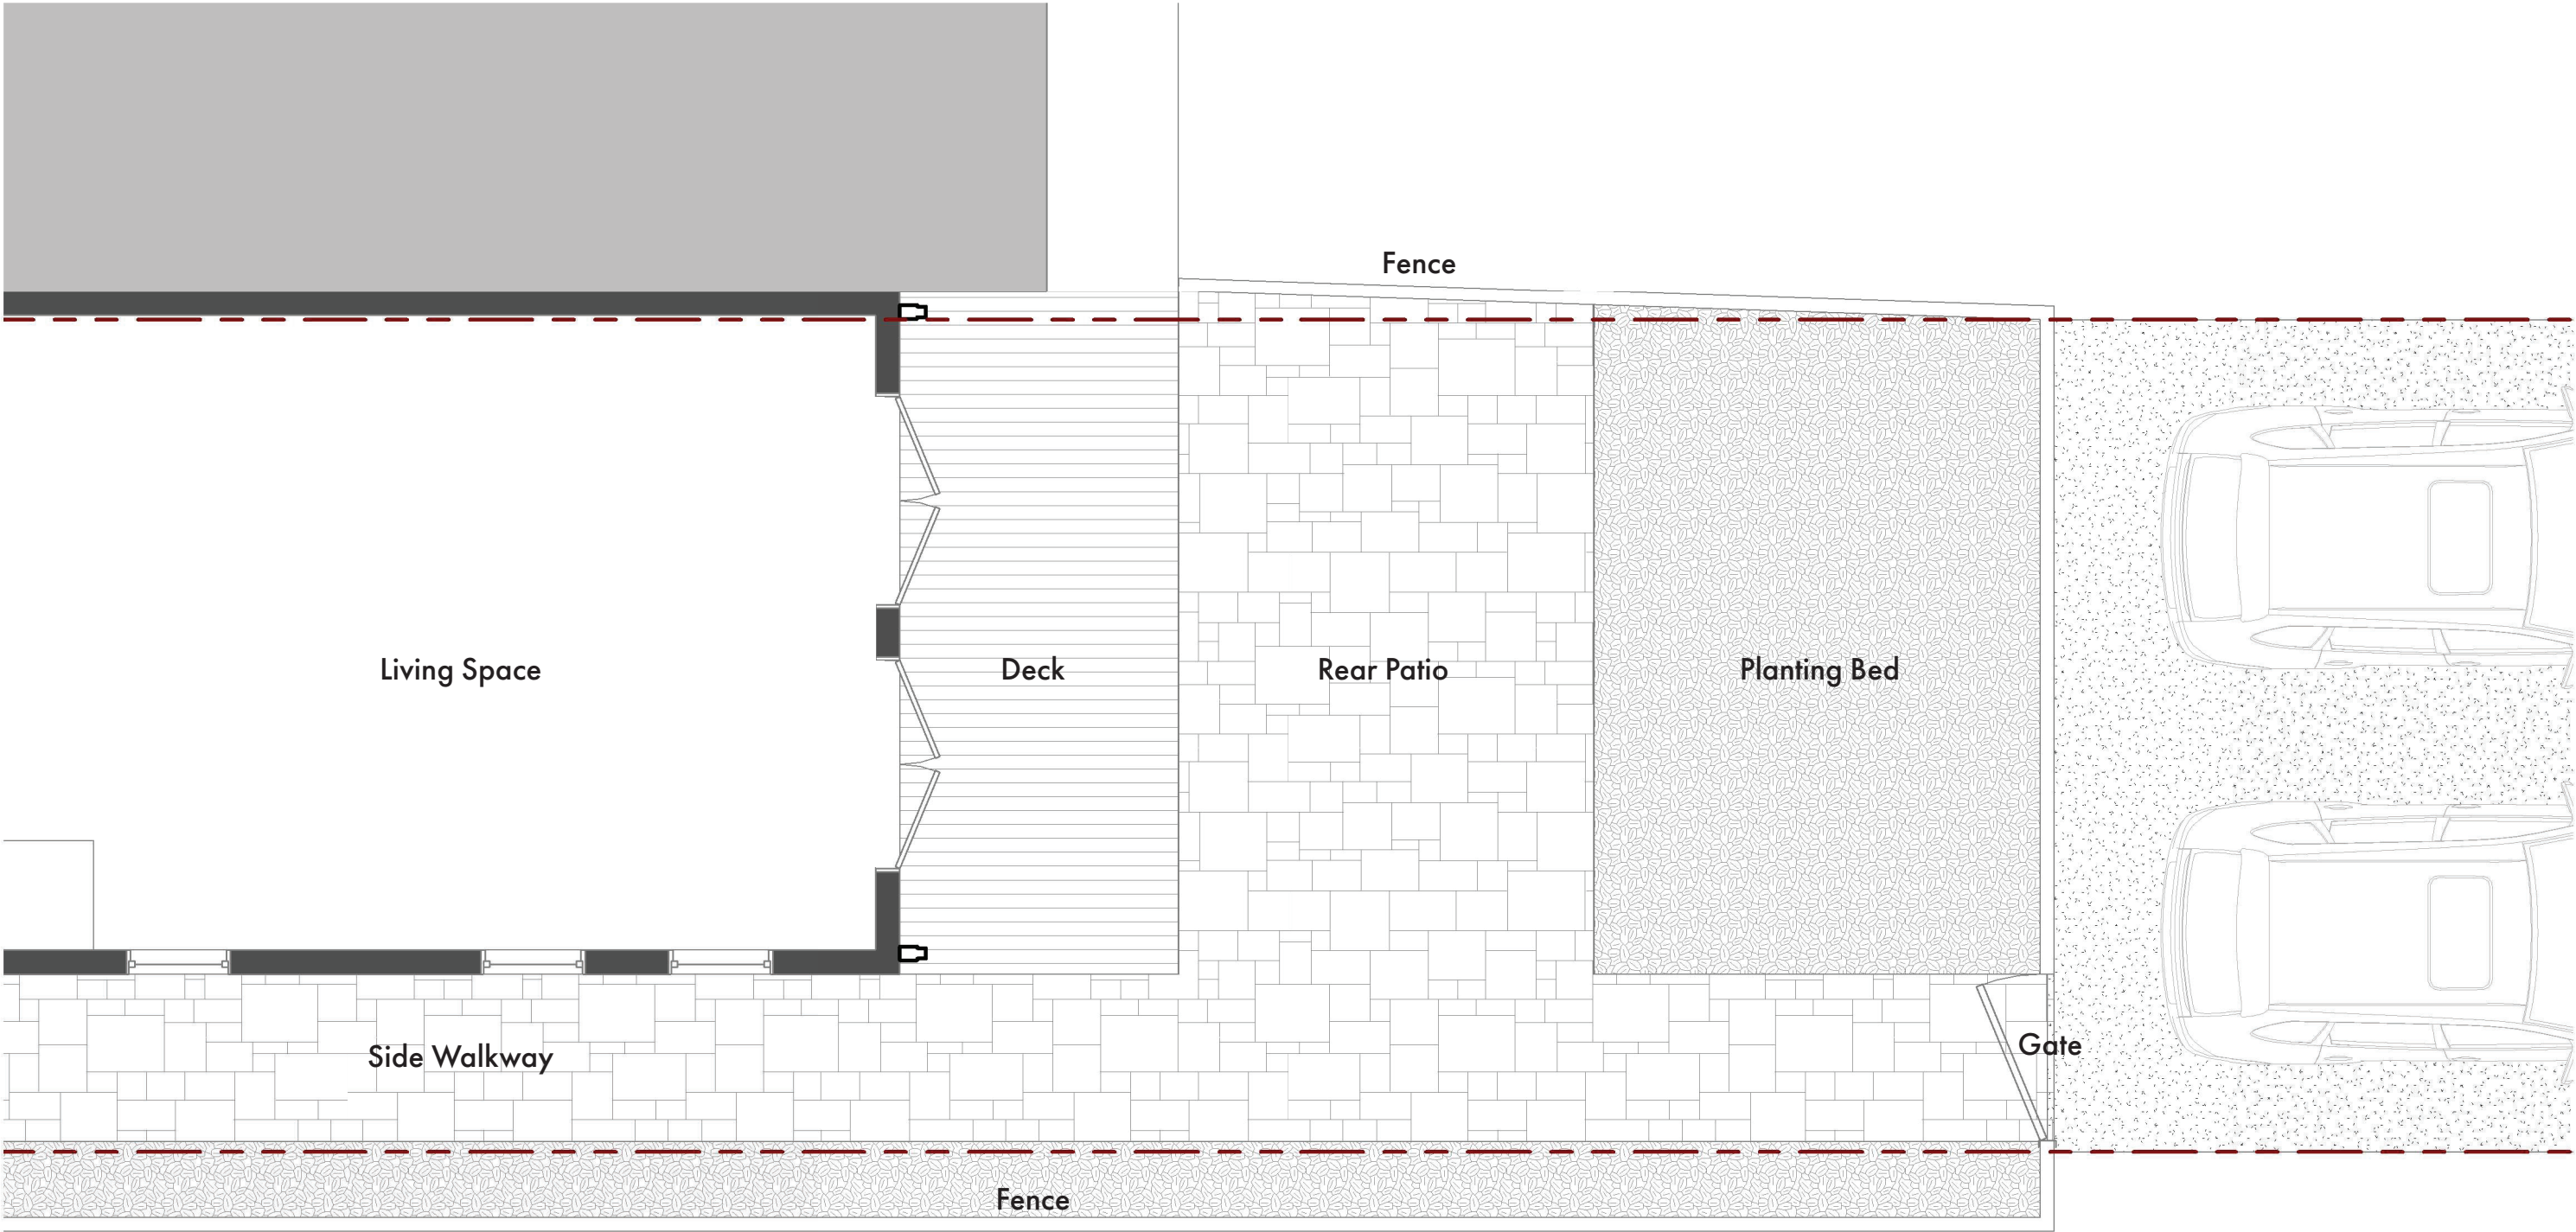 Fence
Living Space
Deck
Rear Patio
Planting Bed
Side Walkway
Gate
Fence